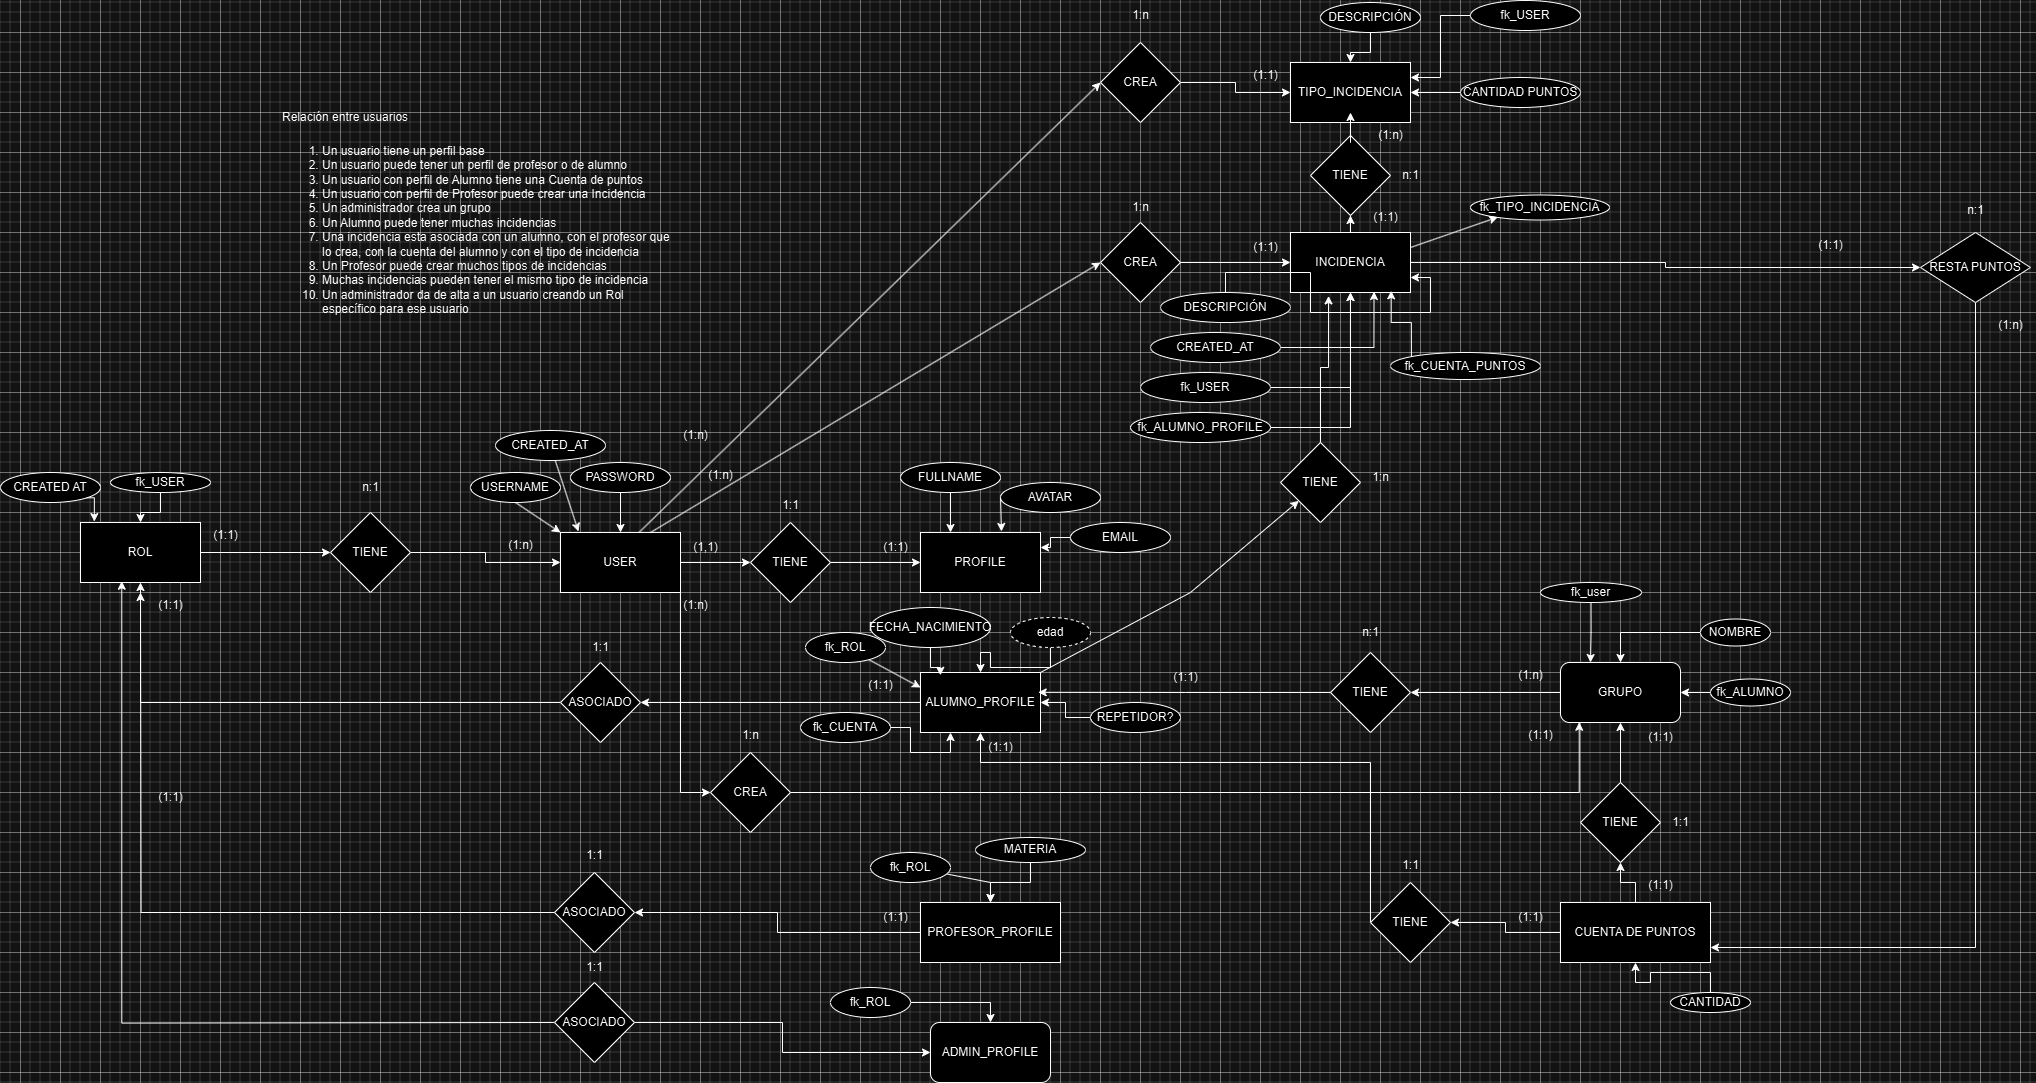 1:n
DESCRIPCIÓN
fk_USER
CREA
(1:1)
TIPO_INCIDENCIA
CANTIDAD PUNTOS
(1:n)
Relación entre usuarios
1. Un usuario tiene un perfil base
2. Un usuario puede tener un perfil de profesor o de alumno
3. Un usuario con perfil de Alumno tiene una Cuenta de puntos
4. Un usuario con perfil de Profesor puede crear una Incidencia
5. Un administrador crea un grupo
6. Un Alumno puede tener muchas incidencias
7. Una incidencia esta asociada con un alumno, con el profesor que
lo crea, con la cuenta del alumno y con el tipo de incidencia
8. Un Profesor puede crear muchos tipos de incidencias
9. Muchas incidencias pueden tener el mismo tipo de incidencia
10. Un administrador da de alta a un usuario creando un Rol
específico para ese usuario
TIENE
n:1
1:n
(1:1)
fk_TIPO_INCIDENCIA
n:1
CREA
(1:1)
INCIDENCIA
(1:1)
RESTA PUNTOS
DESCRIPCIÓN
(1:n)
CREATED_AT
fk_CUENTA_PUNTOS
fk_USER
fk_ALUMNO_PROFILE
(1:n)
CREATED_AT
(1:n)
CREATED AT
fk_USER
n:1
USERNAME
PASSWORD
FULLNAME
AVATAR
TIENE
1:n
1:1
ROL
(1:1)
TIENE
(1:n)
USER
(1,1)
TIENE
(1:1)
PROFILE
EMAIL
(1:1)
(1:n)
fk_user
1:1
fk_ROL
FECHA_NACIMIENTO
edad
n:1
NOMBRE
(1:1)
(1:1)
(1:n)
ASOCIADO
ALUMNO_PROFILE
TIENE
GRUPO
fk_ALUMNO
fk_CUENTA
REPETIDOR?
1:n
(1:1)
(1:1)
(1:1)
(1:1)
CREA
TIENE
1:1
1:1
fk_ROL
MATERIA
1:1
(1:1)
ASOCIADO
(1:1)
PROFESOR_PROFILE
TIENE
(1:1)
CUENTA DE PUNTOS
1:1
fk_ROL
CANTIDAD
ASOCIADO
ADMIN_PROFILE